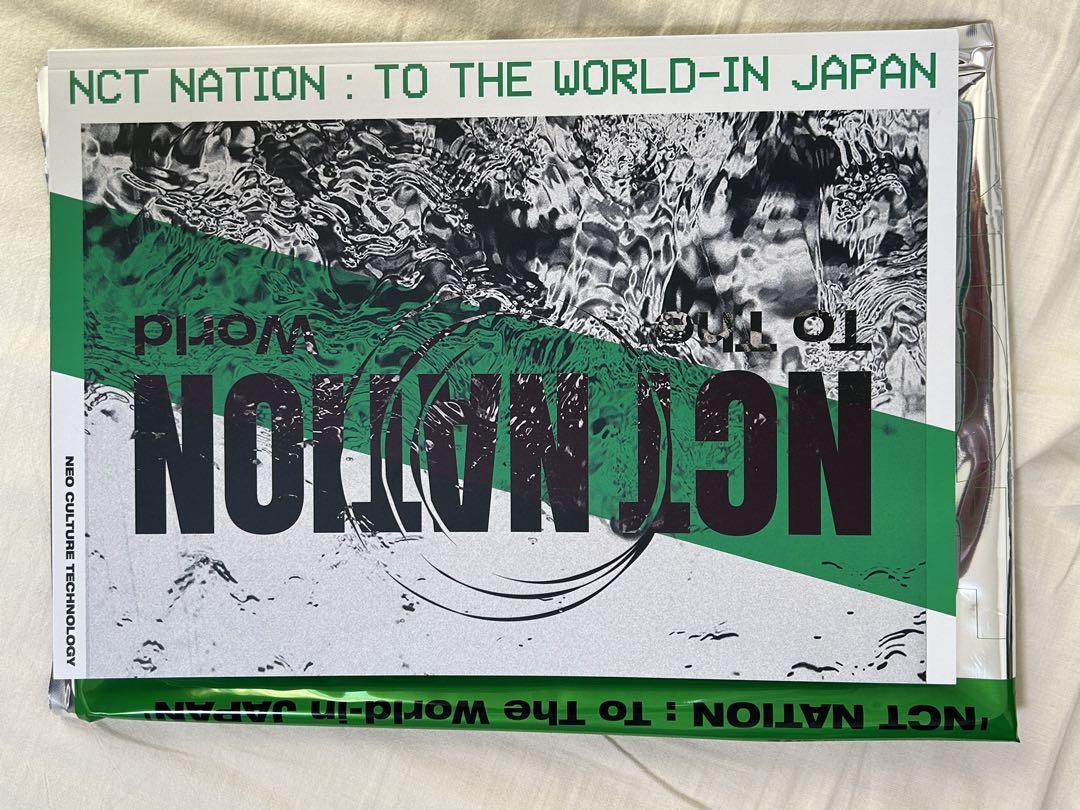 NCT NATION : TO THE WORLD-IN JAPAN
To The World
NCT NATION
NEO CULTURE TECHNOLOGY
'NCT NATION : To The World-in JAPAN'